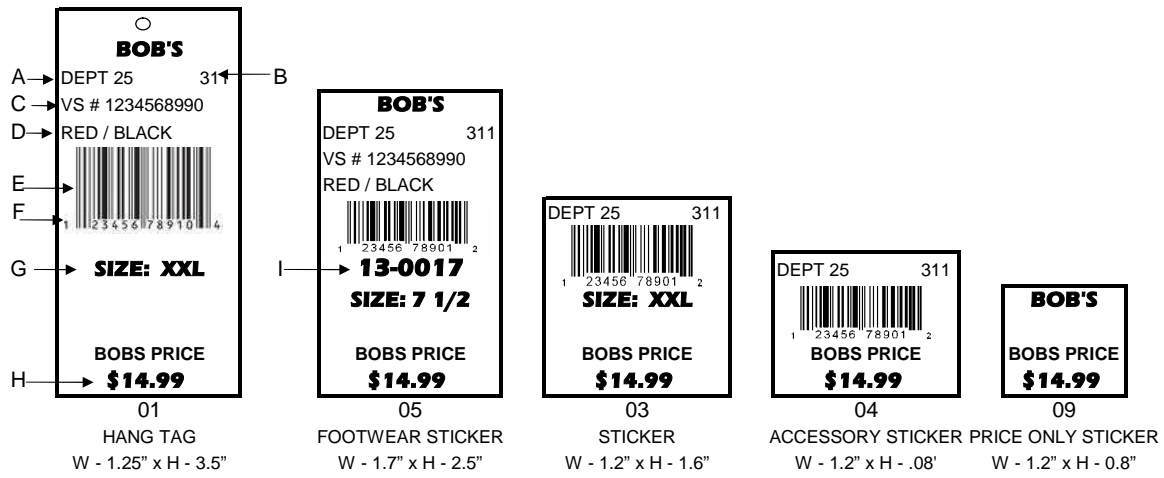 BOB'S
A DEPT 25 311 B
C VS # 1234568990
D RED / BLACK
E
F 1 23456 78910 4
G SIZE: XXL
BOBS PRICE
H $14.99
01
HANG TAG
W - 1.25” x H - 3.5”
BOB'S
DEPT 25 311
VS # 1234568990
RED / BLACK
1 23456 78901 2
I 13-0017
SIZE: 7 1/2
BOBS PRICE
$14.99
05
FOOTWEAR STICKER
W - 1.7” x H - 2.5”
DEPT 25 311
1 23456 78901 2
SIZE: XXL
BOBS PRICE
$14.99
03
STICKER
W - 1.2” x H - 1.6”
DEPT 25 311
1 23456 78901 2
BOBS PRICE
$14.99
04
ACCESSORY STICKER
W - 1.2” x H - .08'
BOB'S
BOBS PRICE
$14.99
09
PRICE ONLY STICKER
W - 1.2” x H - 0.8”